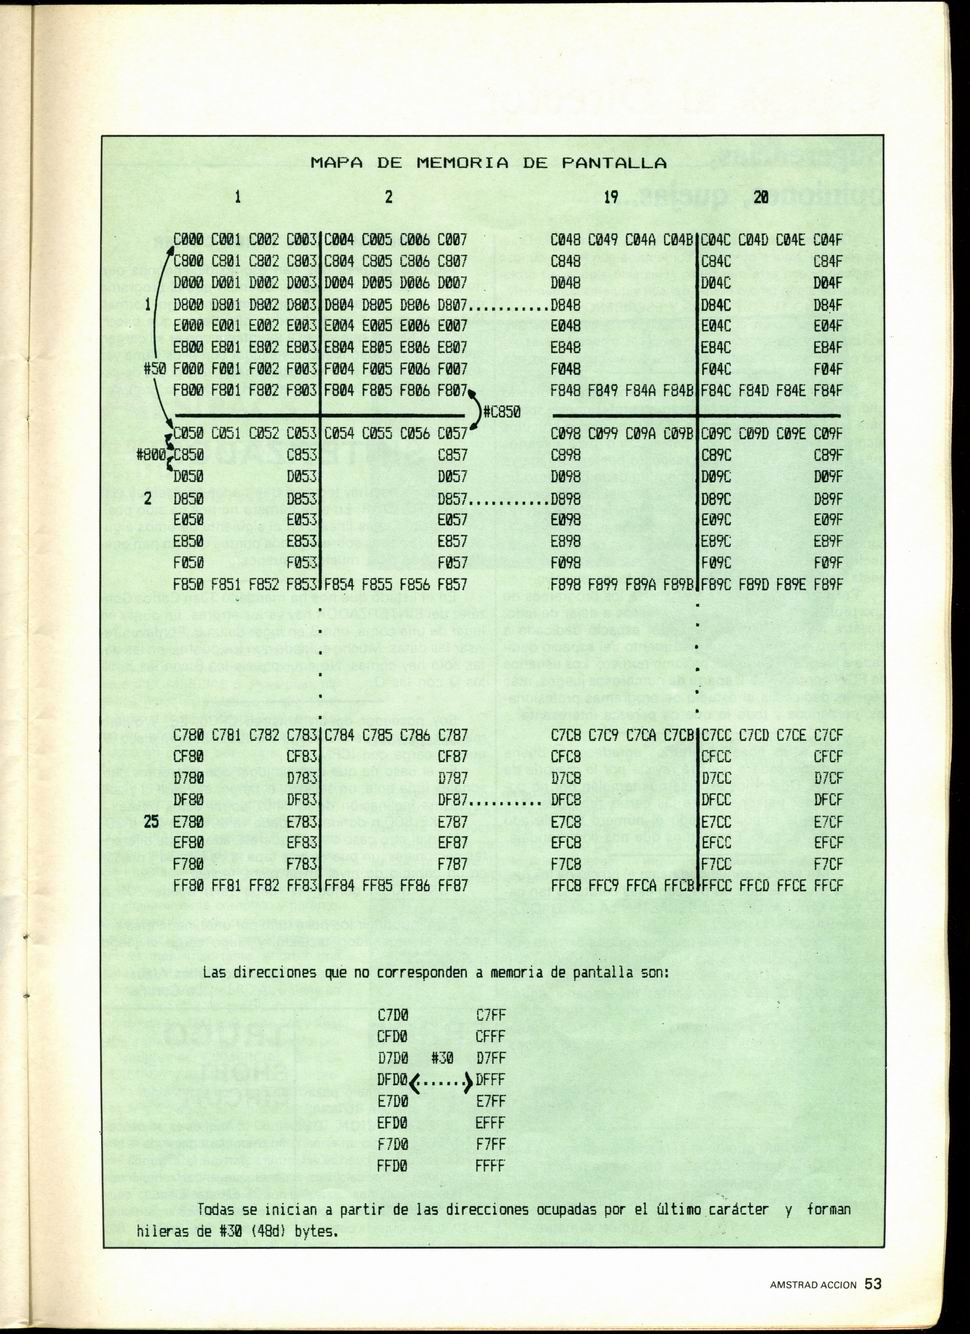 MAPA DE MEMORIA DE PANTALLA
1 2 19 20
C000 C001 C002 C003 C004 C005 C006 C007 C048 C049 C04A C04B C04C C04D C04E C04F
C800 C801 C802 C803 C804 C805 C806 C807 C848 C84C C84F
D000 D001 D002 D003 D004 D005 D006 D007 D048 D04C D04F
1 D800 D801 D802 D803 D804 D805 D806 D807...........D848 D84C D84F
E000 E001 E002 E003 E004 E005 E006 E007 E048 E04C E04F
E800 E801 E802 E803 E804 E805 E806 E807 E848 E84C E84F
#50 F000 F001 F002 F003 F004 F005 F006 F007 F048 F04C F04F
F800 F801 F802 F803 F804 F805 F806 F807 F848 F849 F84A F84B F84C F84D F84E F84F
#C850
C050 C051 C052 C053 C054 C055 C056 C057 C098 C099 C09A C09B C09C C09D C09E C09F
#800 C850 C853 C857 C898 C89C C89F
D050 D053 D057 D098 D09C D09F
2 D850 D853 D857...........D898 D89C D89F
E050 E053 E057 E098 E09C E09F
E850 E853 E857 E898 E89C E89F
F050 F053 F057 F098 F09C F09F
F850 F851 F852 F853 F854 F855 F856 F857 F898 F899 F89A F89B F89C F89D F89E F89F
C780 C781 C782 C783 C784 C785 C786 C787 C7C8 C7C9 C7CA C7CB C7CC C7CD C7CE C7CF
CF80 CF83 CF87 CFC8 CFCC CFCF
D780 D783 D787 D7C8 D7CC D7CF
DF80 DF83 DF87.......... DFC8 DFCC DFCF
25 E780 E783 E787 E7C8 E7CC E7CF
EF80 EF83 EF87 EFC8 EFCC EFCF
F780 F783 F787 F7C8 F7CC F7CF
FF80 FF81 FF82 FF83 FF84 FF85 FF86 FF87 FFC8 FFC9 FFCA FFCB FFCC FFCD FFCE FFCF
Las direcciones que no corresponden a memoria de pantalla son:
C7D0 C7FF
CFD0 CFFF
D7D0 #30 D7FF
DFD0<.......>DFFF
E7D0 E7FF
EFD0 EFFF
F7D0 F7FF
FFD0 FFFF
Todas se inician a partir de las direcciones ocupadas por el último carácter y forman
hileras de #30 (48d) bytes.
AMSTRAD ACCION 53